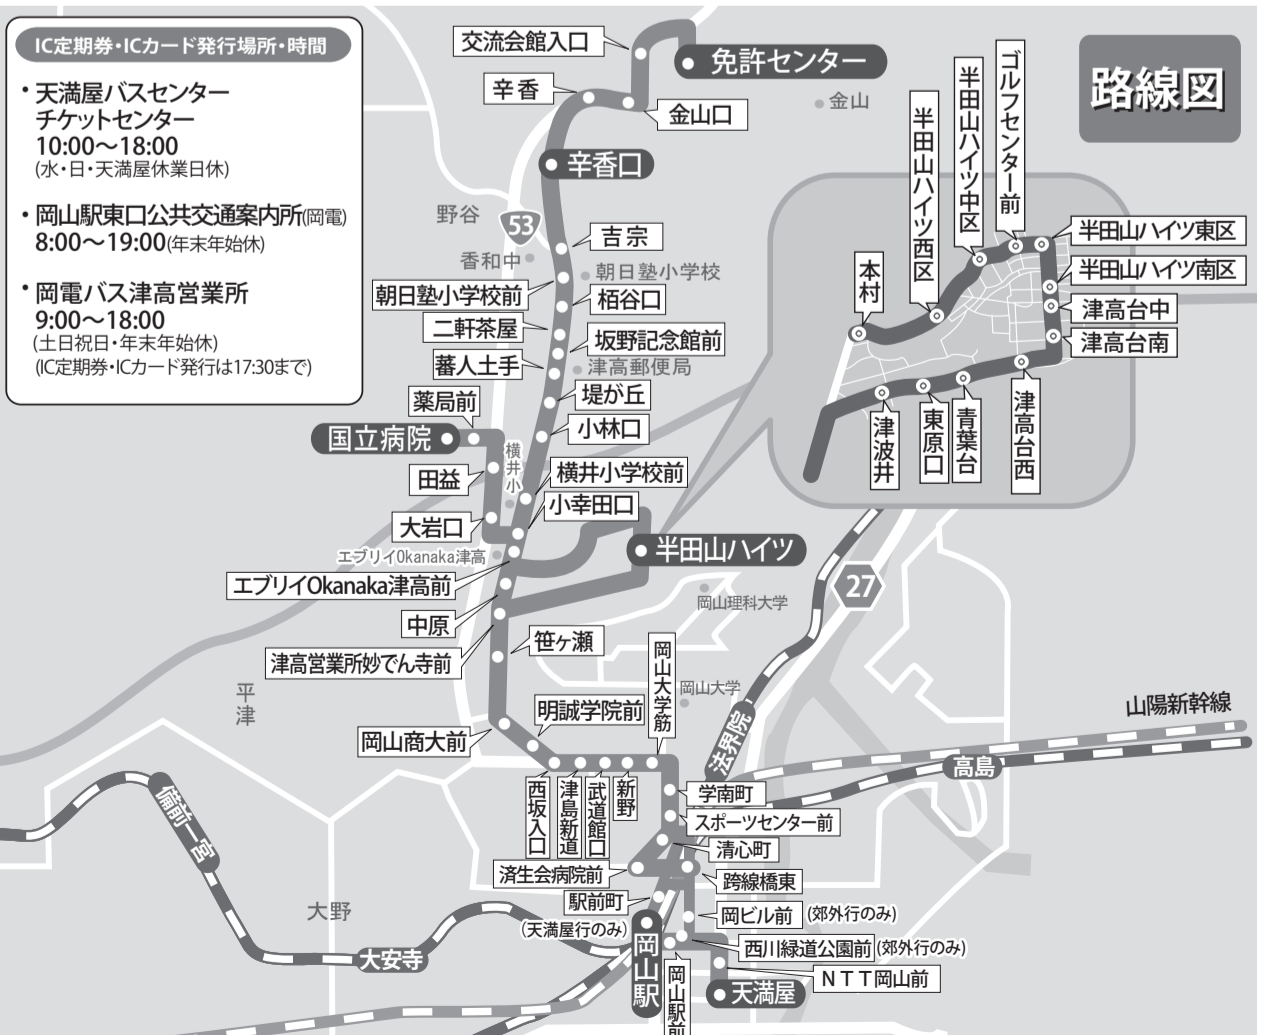 IC定期券・ICカード発行場所・時間
・天満屋バスセンター
チケットセンター
10:00～18:00
(水・日・天満屋休業日休)
・岡山駅東口公共交通案内所(岡電)
8:00～19:00(年末年始休)
・岡電バス津高営業所
9:00～18:00
(土日祝日・年末年始休)
(IC定期券・ICカード発行は17:30まで)
路線図
交流会館入口
免許センター
辛香
金山口
金山
辛香口
野谷
53
吉宗
香和中
朝日塾小学校
朝日塾小学校前
栢谷口
二軒茶屋
坂野記念館前
蕃人土手
津高郵便局
薬局前
堤が丘
国立病院
小林口
横井小
田益
横井小学校前
大岩口
小幸田口
エブリイOkanaka津高
半田山ハイツ
エブリイOkanaka津高前
中原
岡山理科大学
27
津高営業所妙でん寺前
笹ヶ瀬
岡山大学筋
岡山大学
平津
明誠学院前
岡山商大前
法界院
山陽新幹線
高島
西坂入口
津島新道
武道館口
新野
学南町
スポーツセンター前
清心町
済生会病院前
跨線橋東
駅前町
(天満屋行のみ)
岡ビル前(郊外行のみ)
西川緑道公園前(郊外行のみ)
NTT岡山前
岡山駅
岡山駅前
天満屋
備前一宮
大野
大安寺
本村
半田山ハイツ西区
半田山ハイツ中区
ゴルフセンター前
半田山ハイツ東区
半田山ハイツ南区
津高台中
津高台南
津高台西
青葉台
東原口
津波井